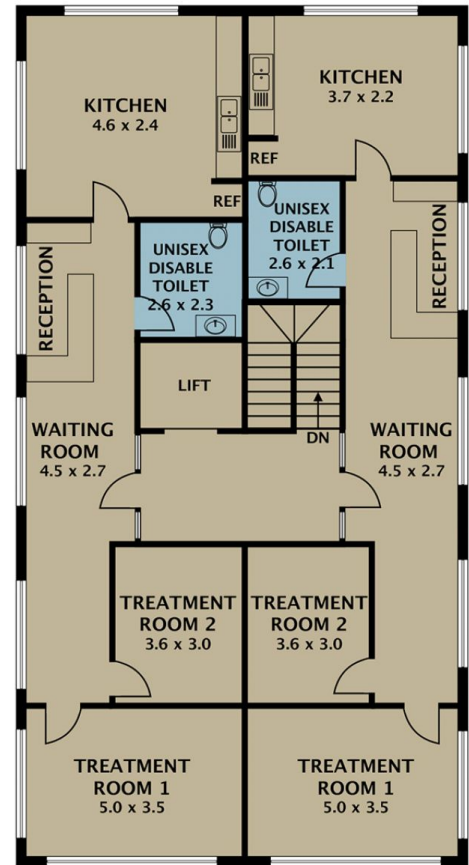 KITCHEN
4.6 x 2.4
KITCHEN
3.7 x 2.2
REF
REF
UNISEX
DISABLE
TOILET
2.6 x 2.3
UNISEX
DISABLE
TOILET
2.6 x 2.1
RECEPTION
RECEPTION
LIFT
DN
WAITING
ROOM
4.5 x 2.7
WAITING
ROOM
4.5 x 2.7
TREATMENT
ROOM 2
3.6 x 3.0
TREATMENT
ROOM 2
3.6 x 3.0
TREATMENT
ROOM 1
5.0 x 3.5
TREATMENT
ROOM 1
5.0 x 3.5